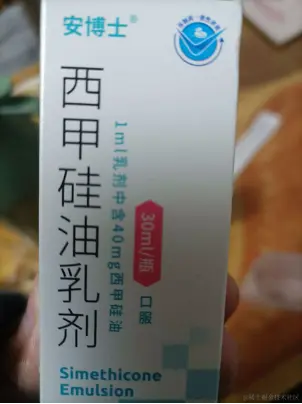 安博士®
西甲硅油乳剂
1ml乳剂中含40mg西甲硅油
30ml/瓶
口服
Simethicone
Emulsion